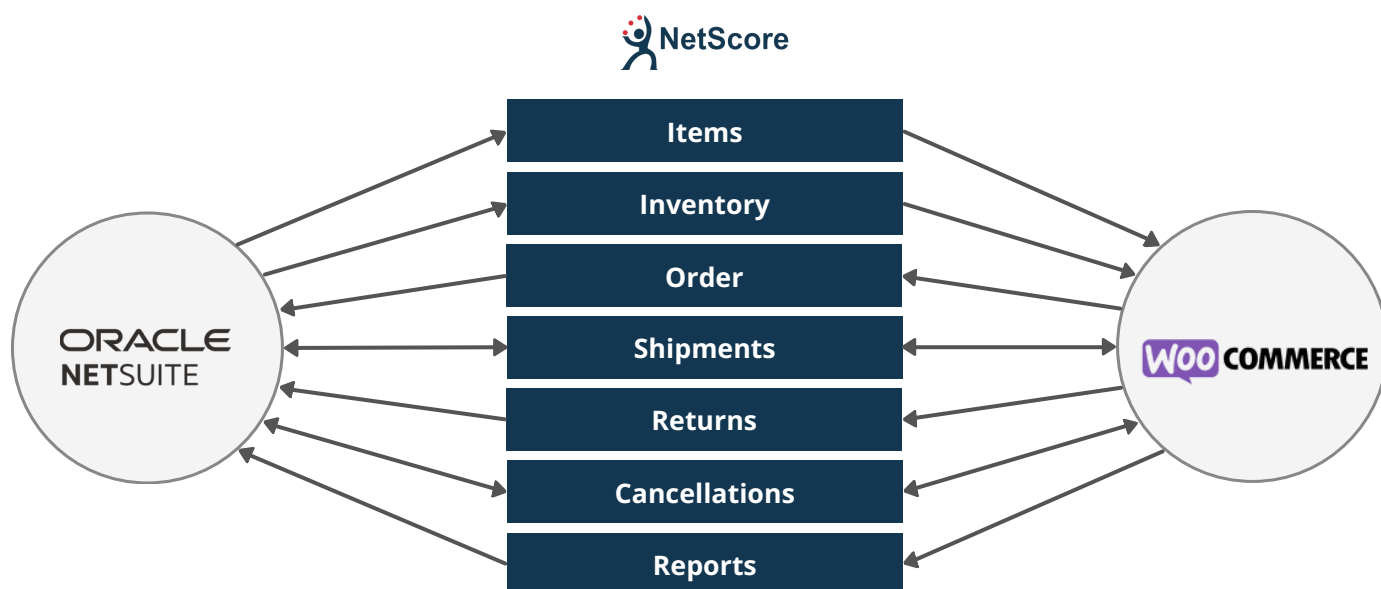 NetScore
Items
Inventory
Order
Shipments
Returns
Cancellations
Reports
ORACLE
NETSUITE
WOO COMMERCE